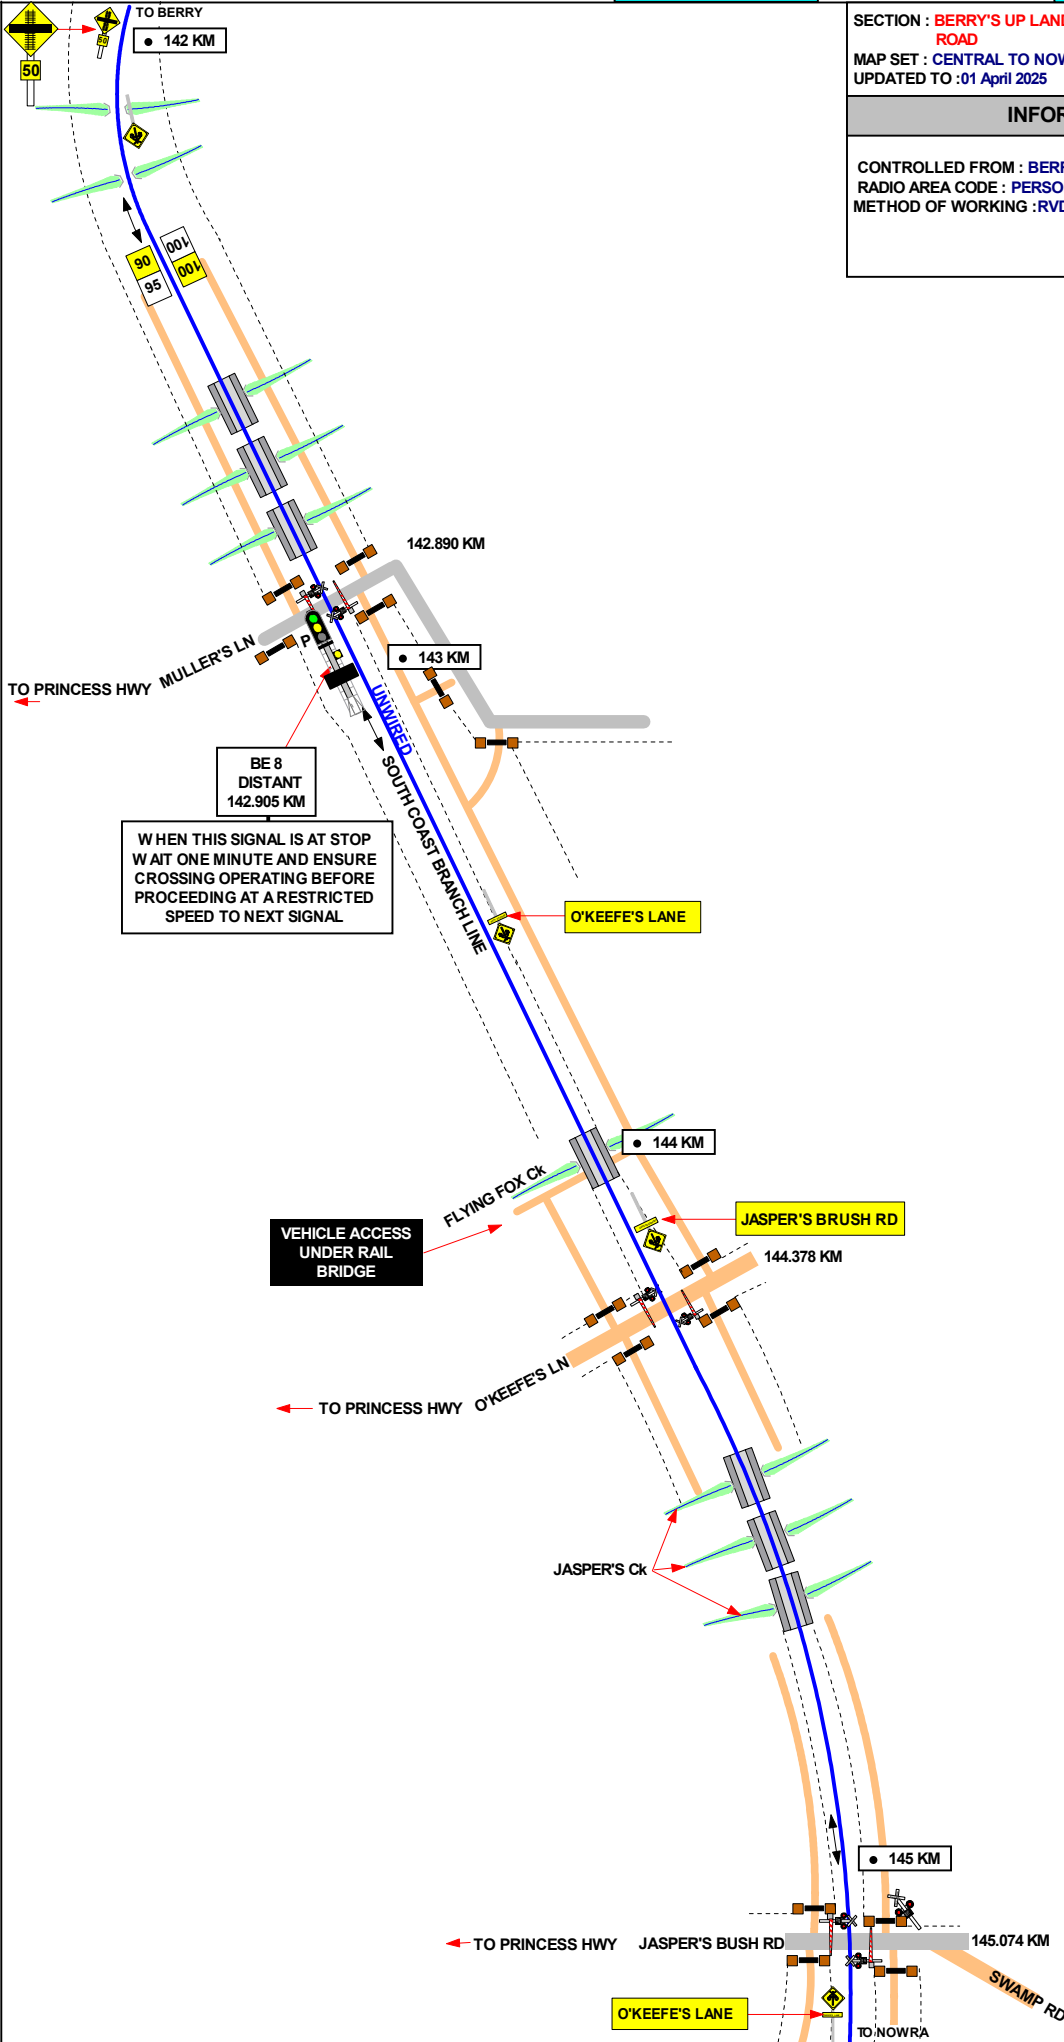 TO BERRY
142 KM
50
50
SECTION : BERRY'S UP LANE
ROAD
MAP SET : CENTRAL TO NOW
UPDATED TO :01 April 2025
INFOR
CONTROLLED FROM : BERR
RADIO AREA CODE : PERSO
METHOD OF WORKING :RVD
90
95
100
100
142.890 KM
MULLER'S LN
P
143 KM
TO PRINCESS HWY
UNWIRED
SOUTH COAST BRANCH LINE
BE 8
DISTANT
142.905 KM
WHEN THIS SIGNAL IS AT STOP
WAIT ONE MINUTE AND ENSURE
CROSSING OPERATING BEFORE
PROCEEDING AT A RESTRICTED
SPEED TO NEXT SIGNAL
O'KEEFE'S LANE
144 KM
FLYING FOX Ck
VEHICLE ACCESS
UNDER RAIL
BRIDGE
JASPER'S BRUSH RD
144.378 KM
O'KEEFE'S LN
TO PRINCESS HWY
JASPER'S Ck
145 KM
TO PRINCESS HWY
JASPER'S BUSH RD
145.074 KM
SWAMP RD
O'KEEFE'S LANE
TO NOWRA